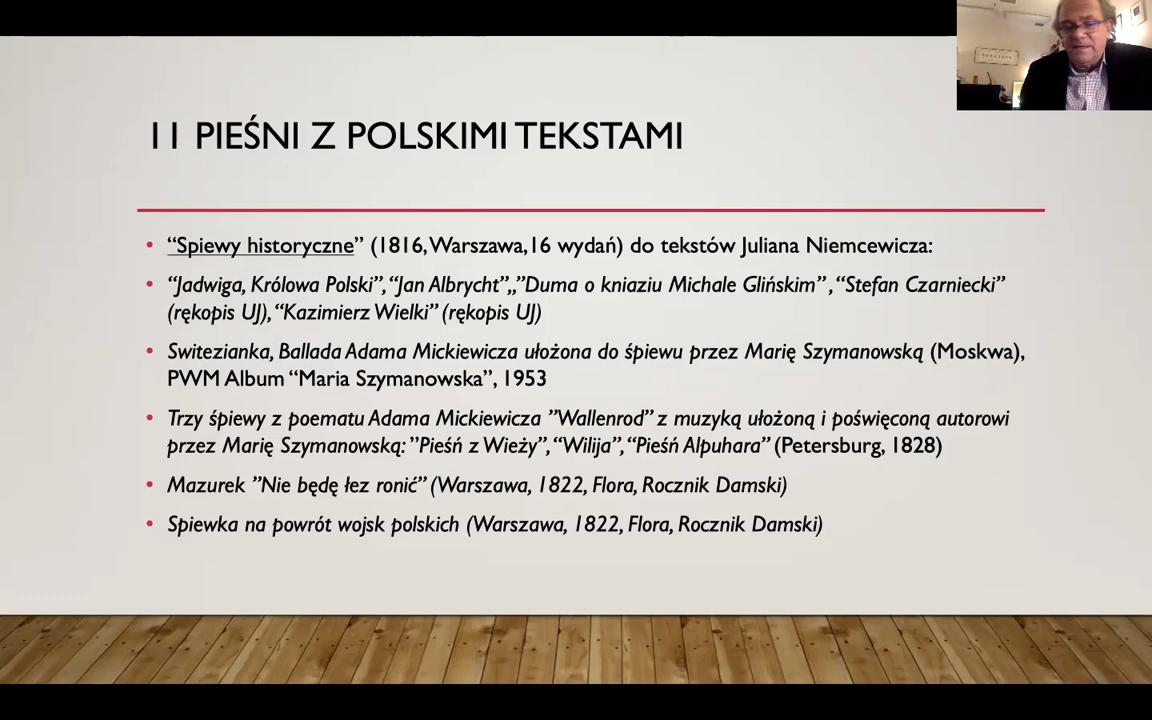 11 PIEŚNI Z POLSKIMI TEKSTAMI
• “Spiewy historyczne” (1816, Warszawa, 16 wydań) do tekstów Juliana Niemcewicza:
• “Jadwiga, Królowa Polski”, “Jan Albrycht”,,”Duma o kniaziu Michale Glińskim” , “Stefan Czarniecki”
(rękopis UJ), “Kazimierz Wielki” (rękopis UJ)
• Switezianka, Ballada Adama Mickiewicza ułożona do śpiewu przez Marię Szymanowską (Moskwa),
PWM Album “Maria Szymanowska”, 1953
• Trzy śpiewy z poematu Adama Mickiewicza ”Wallenrod” z muzyką ułożoną i poświęconą autorowi
przez Marię Szymanowską: ”Pieśń z Wieży”, “Wilija”, “Pieśń Alpuhara” (Petersburg, 1828)
• Mazurek ”Nie będę łez ronić” (Warszawa, 1822, Flora, Rocznik Damski)
• Spiewka na powrót wojsk polskich (Warszawa, 1822, Flora, Rocznik Damski)